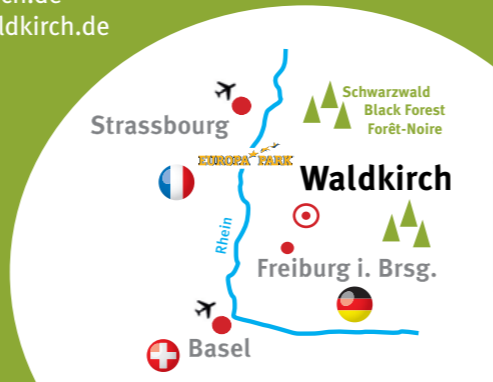 ldkirch.de
Schwarzwald
Black Forest
Forêt-Noire
Strassbourg
EUROPA PARK
Waldkirch
Rhein
Freiburg i. Brsg.
Basel